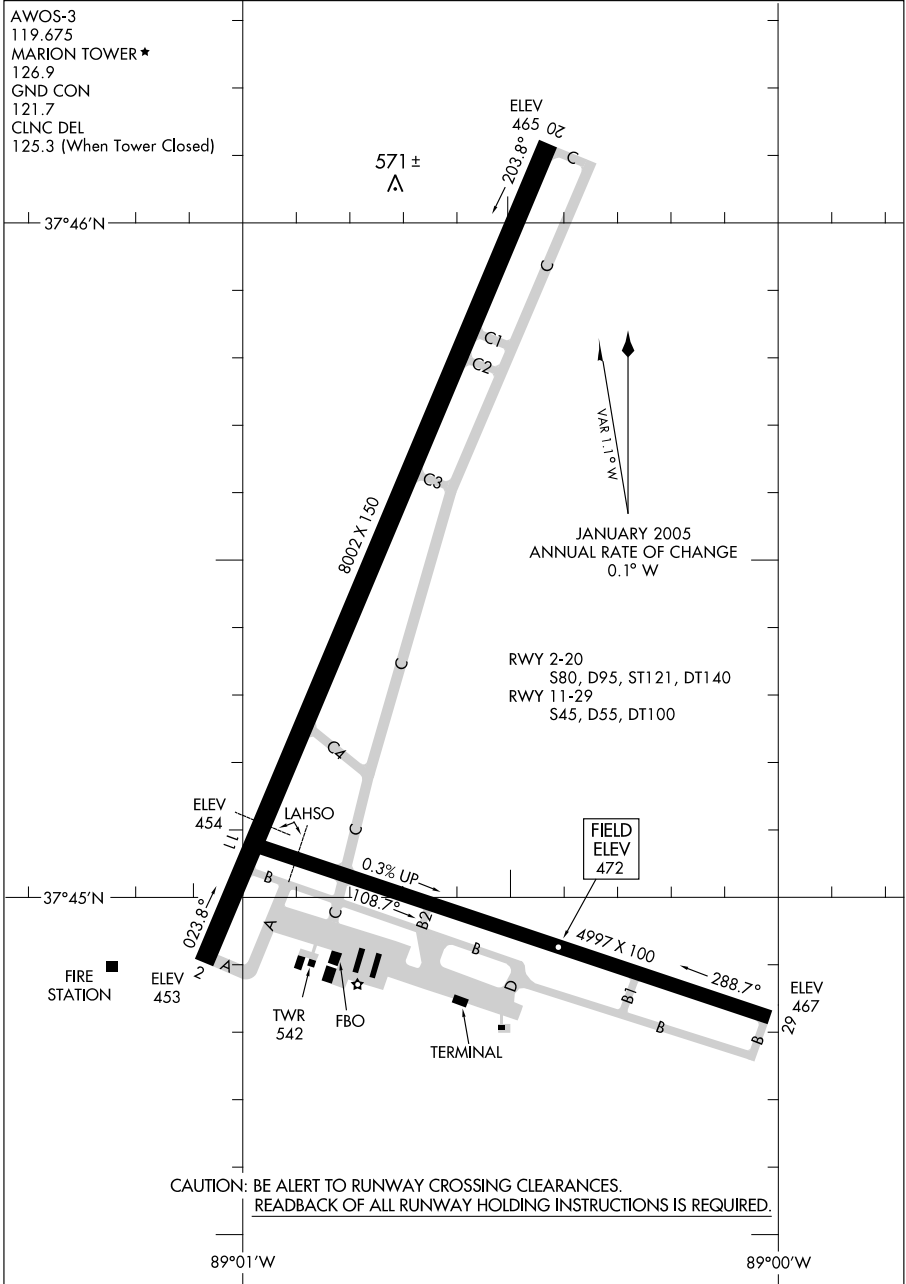 AWOS-3
119.675
MARION TOWER★
126.9
GND CON
121.7
CLNC DEL
125.3 (When Tower Closed)
ELEV
465
20
C
203.8°
571 ±
37°46'N
C
C1
C2
VAR 1.1° W
C3
8002 X 150
JANUARY 2005
ANNUAL RATE OF CHANGE
0.1° W
RWY 2-20
S80, D95, ST121, DT140
RWY 11-29
S45, D55, DT100
C
C4
ELEV
454
LAHSO
11
C
FIELD
ELEV
472
0.3% UP
B
108.7°
37°45'N
023.8°
A
C
B2
B
4997 X 100
288.7°
2
A
FIRE
STATION
ELEV
453
TWR
542
FBO
D
B1
B
B
ELEV
467
29
TERMINAL
CAUTION: BE ALERT TO RUNWAY CROSSING CLEARANCES.
READBACK OF ALL RUNWAY HOLDING INSTRUCTIONS IS REQUIRED.
89°01'W
89°00'W